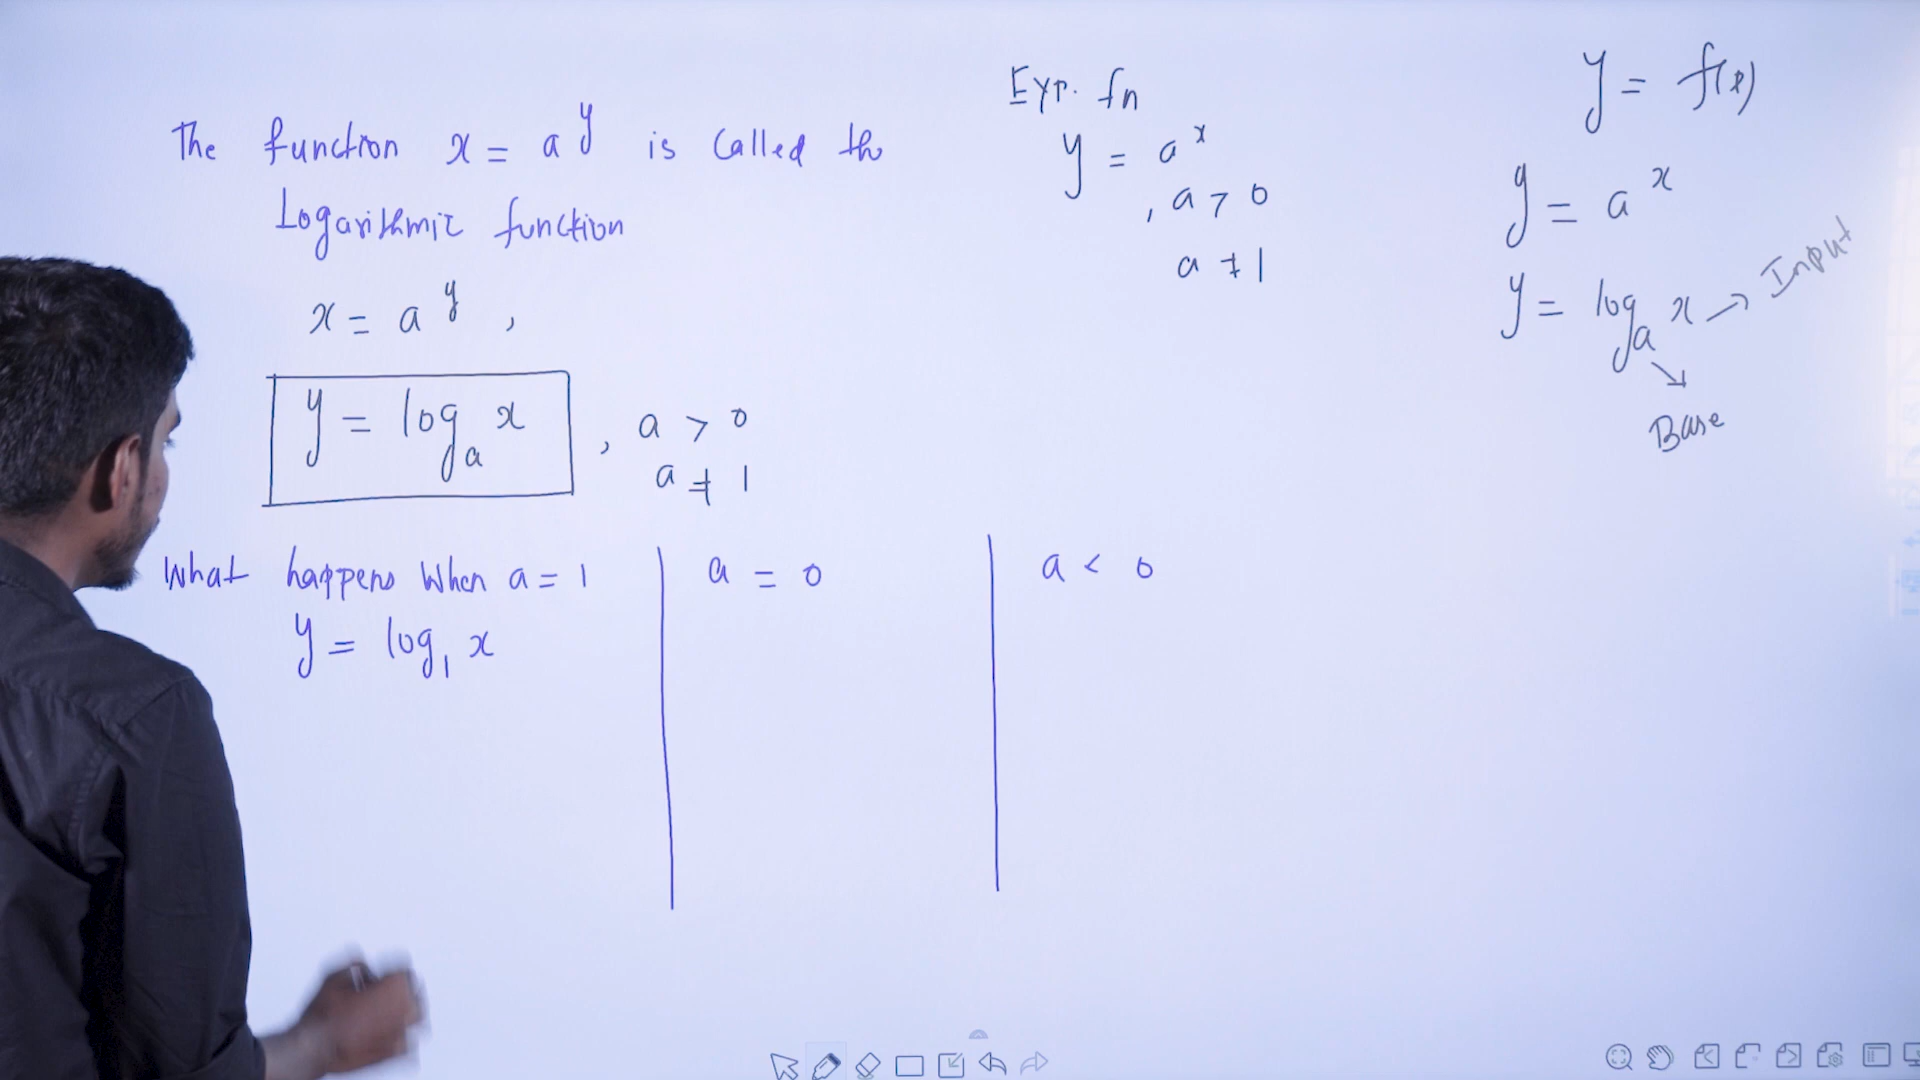 The function x = a^y is called the
Logarithmic function
x = a^y ,
y = log_a x , a > 0
a ≠ 1
What happens when a = 1
y = log_1 x
a = 0
a < 0
Exp. fn
y = a^x
, a > 0
a ≠ 1
y = f(x)
y = a^x
y = log_a x → Input
Base